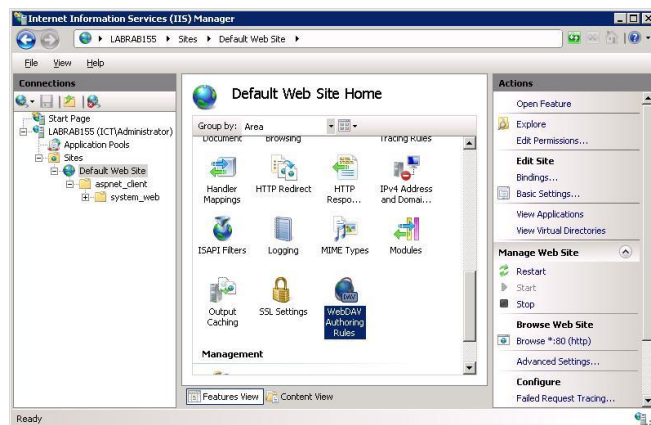 Internet Information Services (IIS) Manager
LABRAB155 Sites Default Web Site
File View Help
Connections
Start Page
LABRAB155 (ICT\Administrator)
Application Pools
Sites
Default Web Site
aspnet_client
system_web
Default Web Site Home
Group by: Area
Document Browsing Tracing Rules
Handler Mappings
HTTP Redirect
HTTP Respo...
IPv4 Address and Domai...
ISAPI Filters
Logging
MIME Types
Modules
Output Caching
SSL Settings
WebDAV Authoring Rules
Management
Features View Content View
Actions
Open Feature
Explore
Edit Permissions...
Edit Site
Bindings...
Basic Settings...
View Applications
View Virtual Directories
Manage Web Site
Restart
Start
Stop
Browse Web Site
Browse *:80 (http)
Advanced Settings...
Configure
Failed Request Tracing...
Ready